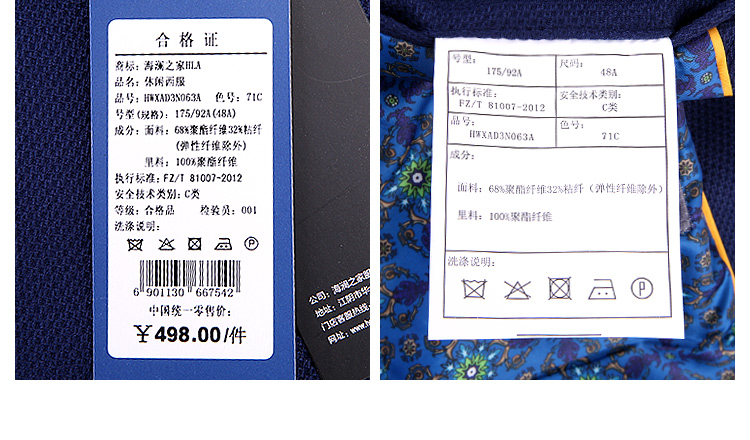 合格证
商标：海澜之家HLA
品名：休闲西服
品号：HWXAD3N063A 色号：71C
号型(规格)：175/92A(48A)
成分：面料：68%聚酯纤维32%粘纤
(弹性纤维除外)
里料：100%聚酯纤维
执行标准：FZ/T 81007-2012
安全技术类别：C类
等级：合格品 检验员：001
洗涤说明：
P
6 901130 667542
中国统一零售价：
¥498.00/件
公司：海澜之家服
地址：江阴市华
门店客服热线
网址：www.h
号型： 175/92A 尺码： 48A
执行标准： FZ/T 81007-2012 安全技术类别： C类
品号： HWXAD3N063A 色号： 71C
成分：
面料：68%聚酯纤维32%粘纤（弹性纤维除外）
里料：100%聚酯纤维
洗涤说明：
P